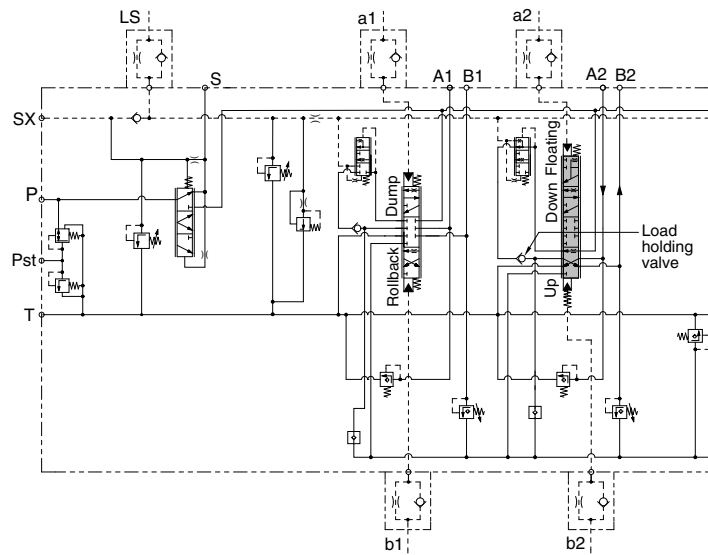 LS
a1
a2
S
A1
B1
A2
B2
SX
P
Pst
T
Dump
Rollback
Down Floating
Up
Load
holding
valve
b1
b2